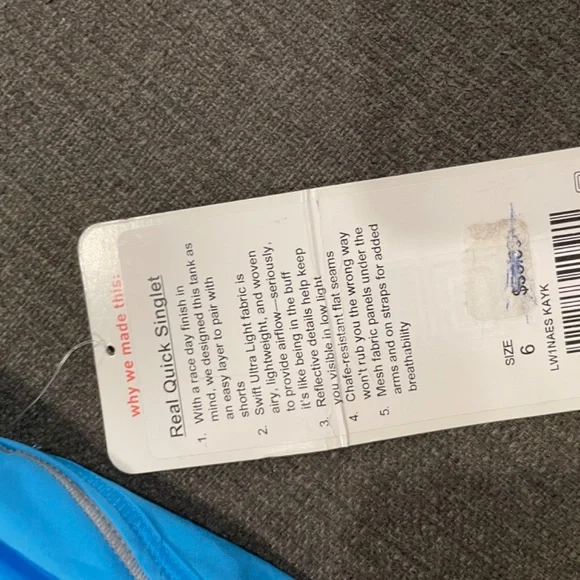 why we made this:
Real Quick Singlet
1. With a race day finish in
mind, we designed this tank as
an easy layer to pair with
shorts
2. Swift Ultra Light fabric is
airy, lightweight, and woven
to provide airflow—seriously,
it's like being in the buff
3. Reflective details help keep
you visible in low light
4. Chafe-resistant flat seams
won't rub you the wrong way
5. Mesh fabric panels under the
arms and on straps for added
breathability
SIZE
6
LW1NAES KAYK